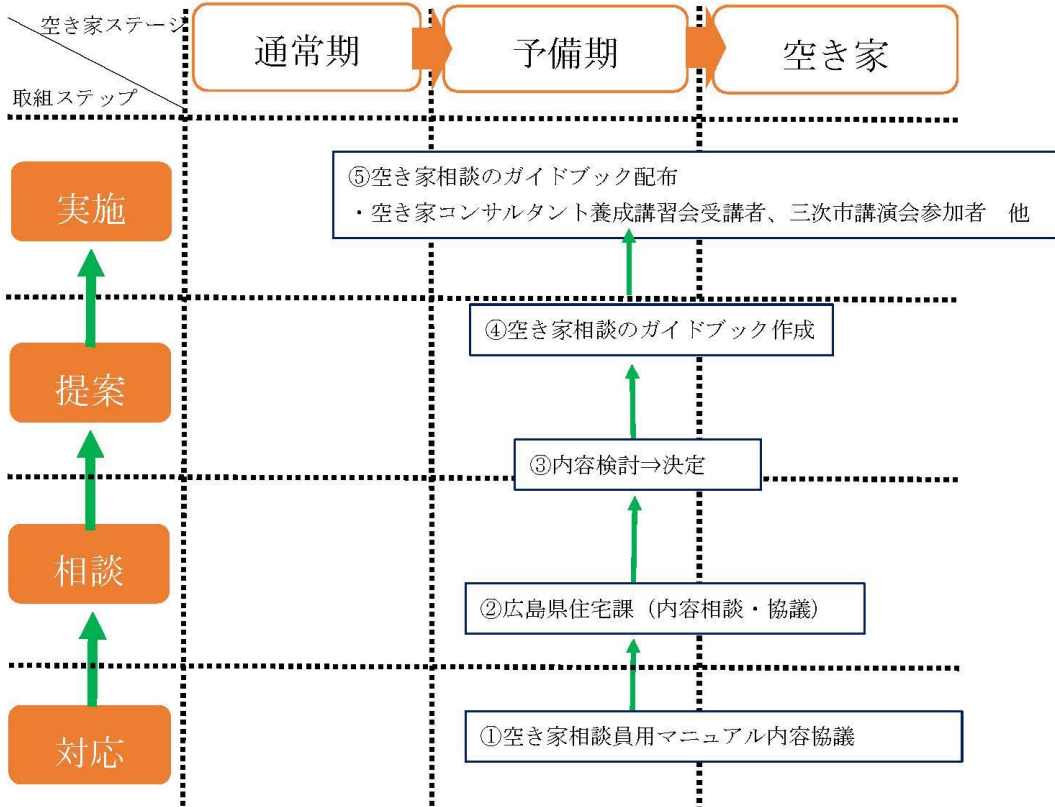 空き家ステージ
取組ステップ
通常期
予備期
空き家
実施
⑤空き家相談のガイドブック配布
・空き家コンサルタント養成講習会受講者、三次市講演会参加者　他
④空き家相談のガイドブック作成
提案
③内容検討⇒決定
相談
②広島県住宅課（内容相談・協議）
対応
①空き家相談員用マニュアル内容協議